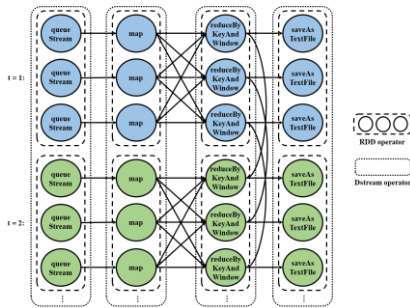 queue
Stream
map
reduceBy
KeyAnd
Window
saveAs
TextFile
t = 1:
queue
Stream
map
reduceBy
KeyAnd
Window
saveAs
TextFile
queue
Stream
map
reduceBy
KeyAnd
Window
saveAs
TextFile
RDD operator
queue
Stream
map
reduceBy
KeyAnd
Window
saveAs
TextFile
Dstream operator
t = 2:
queue
Stream
map
reduceBy
KeyAnd
Window
saveAs
TextFile
queue
Stream
map
reduceBy
KeyAnd
Window
saveAs
TextFile
...
...
...
...